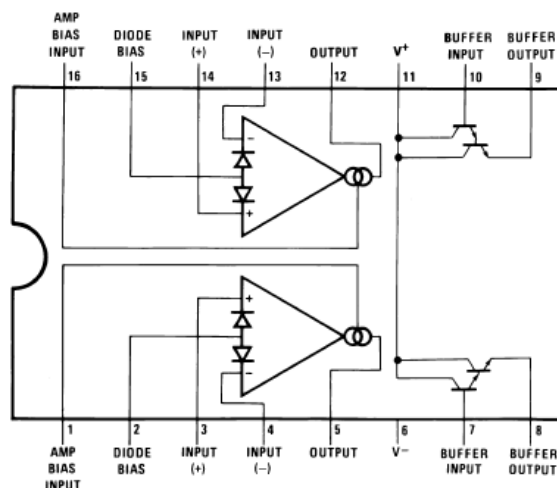 AMP
BIAS
INPUT
DIODE
BIAS
INPUT
(+)
INPUT
(−)
OUTPUT
V+
BUFFER
INPUT
BUFFER
OUTPUT
16 15 14 13 12 11 10 9
−
+
+
−
1 2 3 4 5 6 7 8
AMP
BIAS
INPUT
DIODE
BIAS
INPUT
(+)
INPUT
(−)
OUTPUT
V−
BUFFER
INPUT
BUFFER
OUTPUT